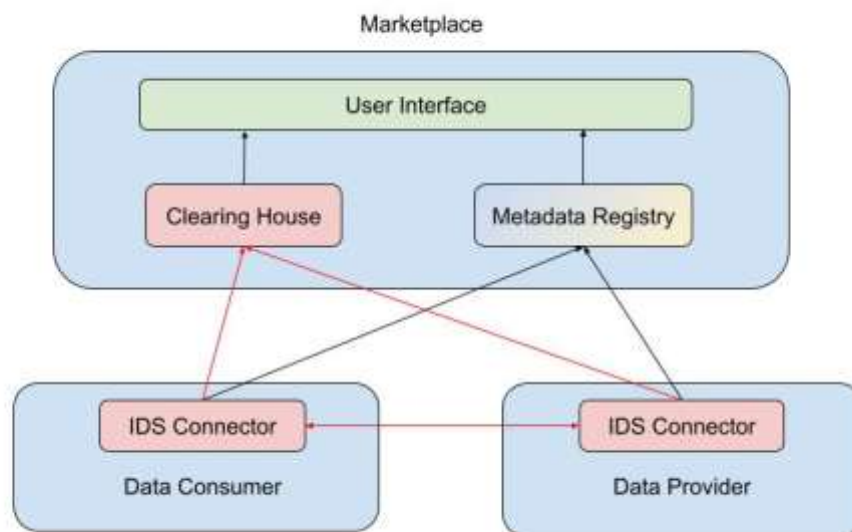 Marketplace
User Interface
Clearing House
Metadata Registry
IDS Connector
IDS Connector
Data Consumer
Data Provider